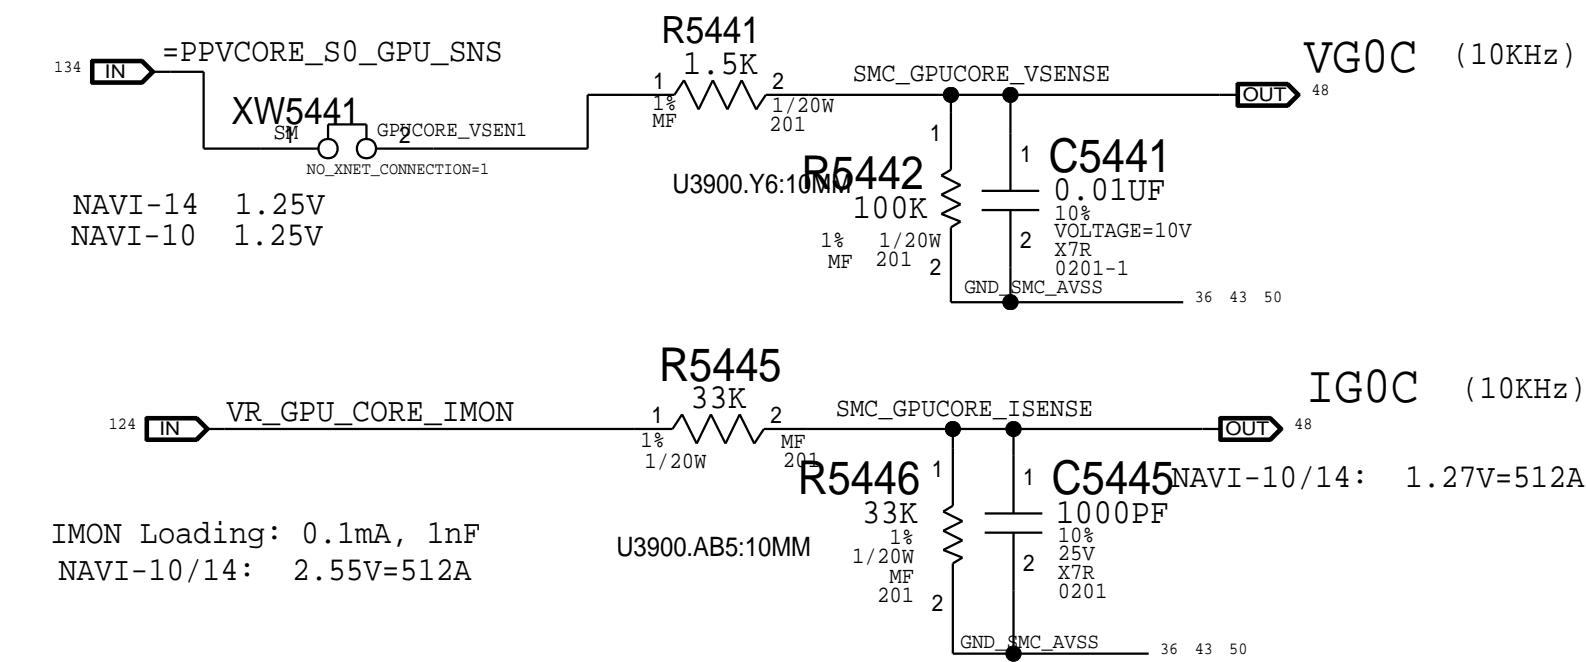 R5441
=PPVCORE_S0_GPU_SNS
1.5K
VG0C (10KHz)
134 IN
1 2
SMC_GPUCORE_VSENSE
OUT 48
1%
MF
1/20W
201
XW5441
SM
1 2
GPUCORE_VSEN1
NO_XNET_CONNECTION=1
NAVI-14 1.25V
NAVI-10 1.25V
U3900.Y6:10MM
R5442
100K
1% 1/20W
MF 201
1
2
C5441
0.01UF
10%
VOLTAGE=10V
X7R
0201-1
1
2
GND_SMC_AVSS
36 43 50
R5445
33K
IG0C (10KHz)
124 IN
VR_GPU_CORE_IMON
1 2
SMC_GPUCORE_ISENSE
OUT 48
1%
1/20W
MF
201
NAVI-10/14: 1.27V=512A
IMON Loading: 0.1mA, 1nF
NAVI-10/14: 2.55V=512A
U3900.AB5:10MM
R5446
33K
1%
1/20W
MF
201
1
2
C5445
1000PF
10%
25V
X7R
0201
1
2
GND_SMC_AVSS
36 43 50